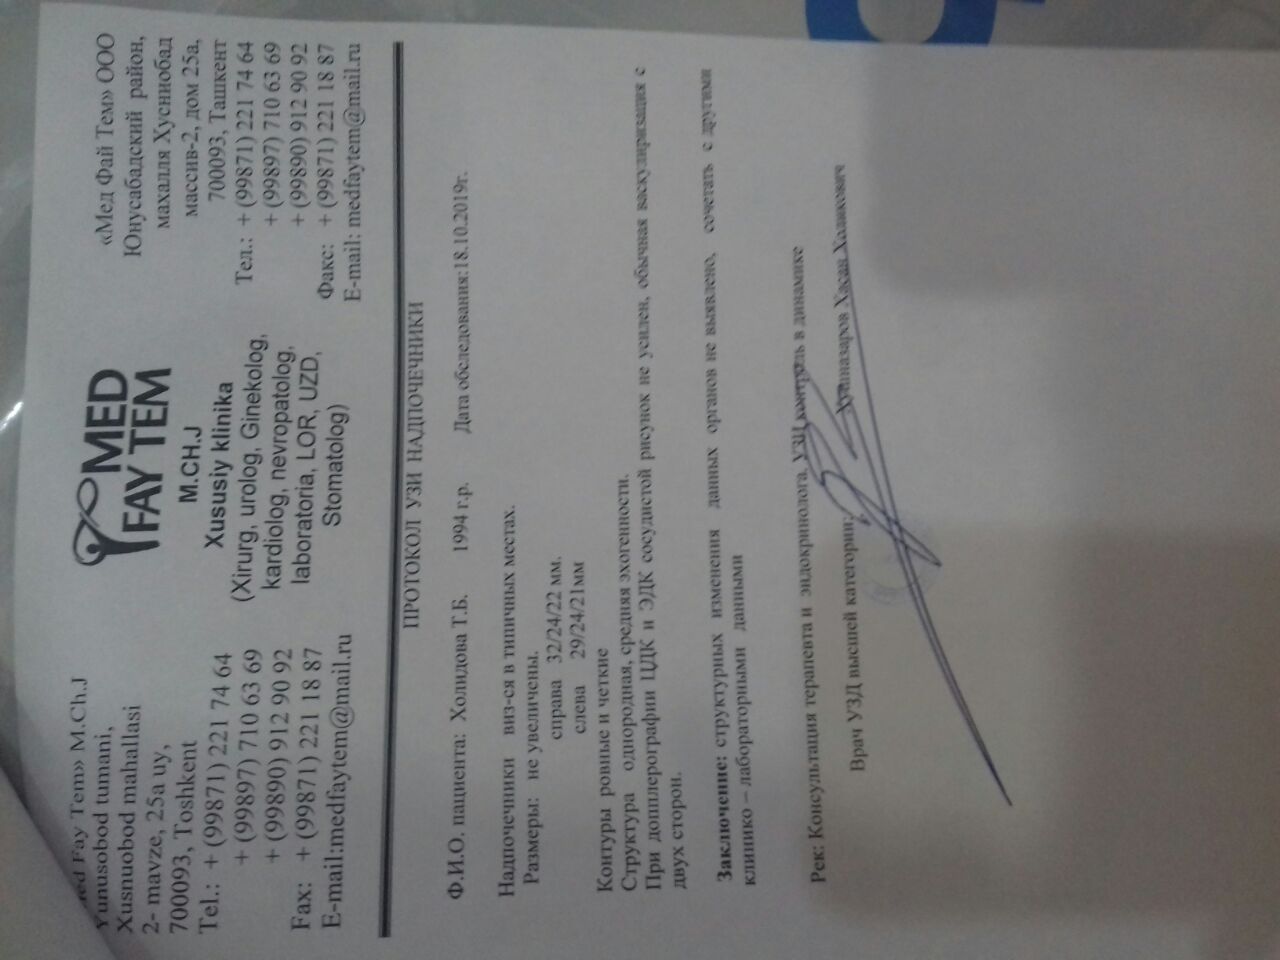 Med Fay Tem» M.Ch.J
Yunusobod tumani,
Xusnuobod mahallasi
2- mavze, 25a uy,
700093, Toshkent
Tel.: + (99871) 221 74 64
+ (99897) 710 63 69
+ (99890) 912 90 92
Fax: + (99871) 221 18 87
E-mail:medfaytem@mail.ru
MED
FAY TEM
M.CH.J
Xususiy klinika
(Xirurg, urolog, Ginekolog,
kardiolog, nevropatolog,
laboratoria, LOR, UZD,
Stomatolog)
«Мед Фай Тем» ООО
Юнусабадский район,
махалля Хусниобад
массив-2, дом 25а,
700093, Ташкент
Тел.: + (99871) 221 74 64
+ (99897) 710 63 69
+ (99890) 912 90 92
Факс: + (99871) 221 18 87
E-mail: medfaytem@mail.ru
ПРОТОКОЛ УЗИ НАДПОЧЕЧНИКИ
Ф.И.О. пациента: Холидова Т.Б. 1994 г.р. Дата обследования:18.10.2019г.
Надпочечники виз-ся в типичных местах.
Размеры: не увеличены.
справа 32/24/22 мм.
слева 29/24/21мм
Контуры ровные и четкие
Структура однородная, средняя эхогенности.
При допплерографии ЦДК и ЭДК сосудистой рисунок не усилен, обычная васкуляризация с
двух сторон.
Заключение: структурных изменения данных органов не выявлено, сочетать с другими
клинико – лабораторными данными
Рек: Консультация терапевта и эндокринолога. УЗИ контроль в динамике
Врач УЗД высшей категории: Хасан Халикович